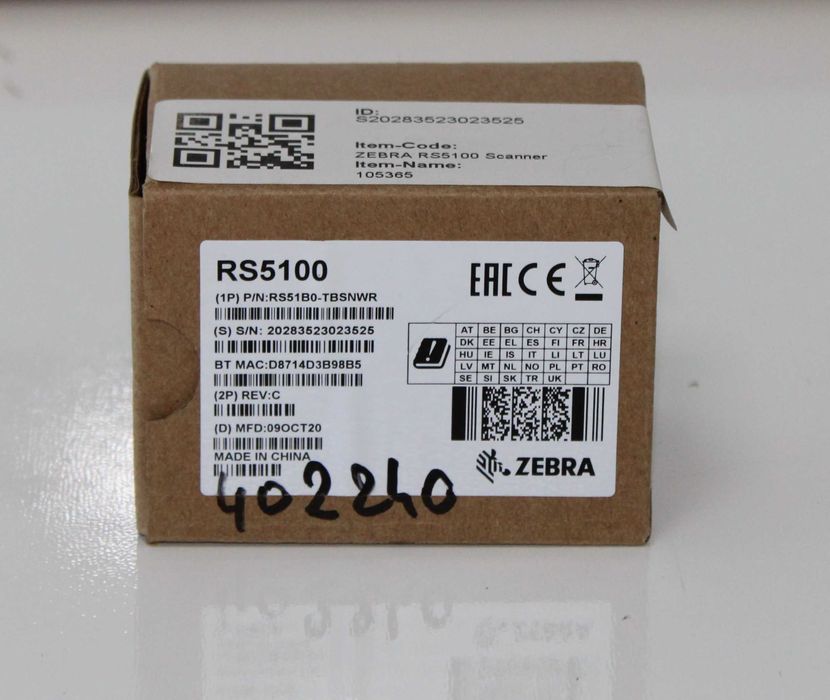 ID:
S20283523023525
Item-Code:
ZEBRA RS5100 Scanner
Item-Name:
105365
RS5100
(1P) P/N:RS51B0-TBSNWR
(S) S/N: 20283523023525
BT MAC:D8714D3B98B5
(2P) REV:C
(D) MFD:09OCT20
MADE IN CHINA
EAC CE
AT BE BG CH CY CZ DE
DK EE EL ES FI FR HR
HU IE IS IT LI LT LU
LV MT NL NO PL PT RO
SE SI SK TR UK
ZEBRA
402240